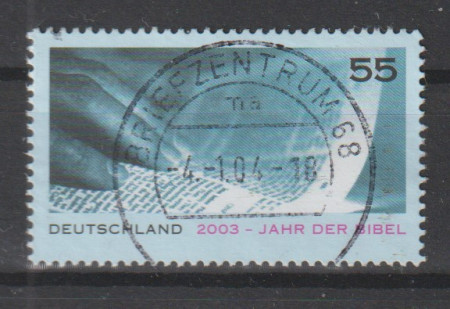 55
BRIEFZENTRUM 68
-4.-1.04-18
DEUTSCHLAND 2003 - JAHR DER BIBEL